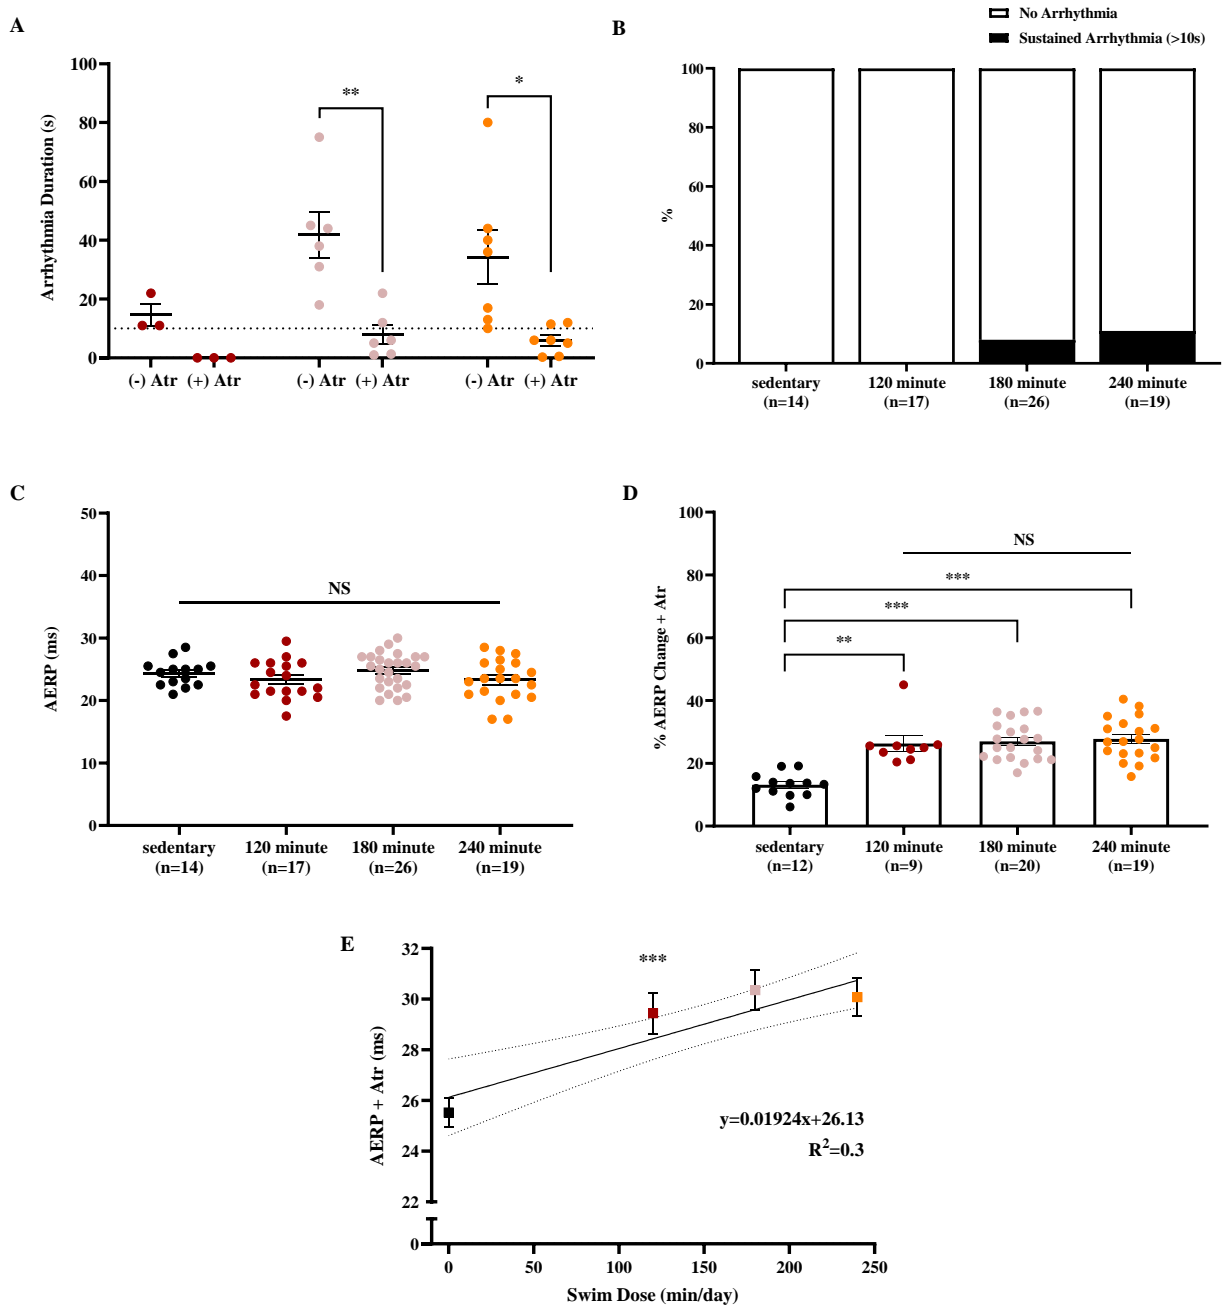 A
100
80
60
40
20
0
Arrhythmia Duration (s)
**
*
(-) Atr (+) Atr (-) Atr (+) Atr (-) Atr (+) Atr
B
No Arrhythmia
Sustained Arrhythmia (>10s)
100
80
60
40
20
0
%
sedentary 120 minute 180 minute 240 minute
(n=14) (n=17) (n=26) (n=19)
C
50
40
30
20
10
0
AERP (ms)
NS
sedentary 120 minute 180 minute 240 minute
(n=14) (n=17) (n=26) (n=19)
D
100
80
60
40
20
0
% AERP Change + Atr
NS
***
***
**
sedentary 120 minute 180 minute 240 minute
(n=12) (n=9) (n=20) (n=19)
E
32
30
28
26
24
22
0
AERP + Atr (ms)
***
y=0.01924x+26.13
R²=0.3
0 50 100 150 200 250
Swim Dose (min/day)